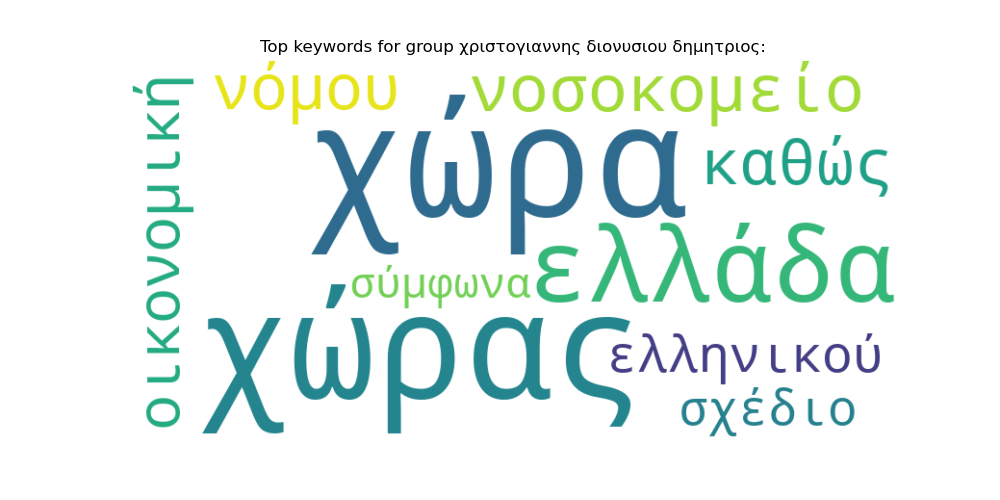 Top keywords for group χριστογιαννης διονυσιου δημητριος:
οικονομική
νόμου
νοσοκομείο
χώρα
καθώς
ελλάδα
σύμφωνα
χώρας
ελληνικού
σχέδιο